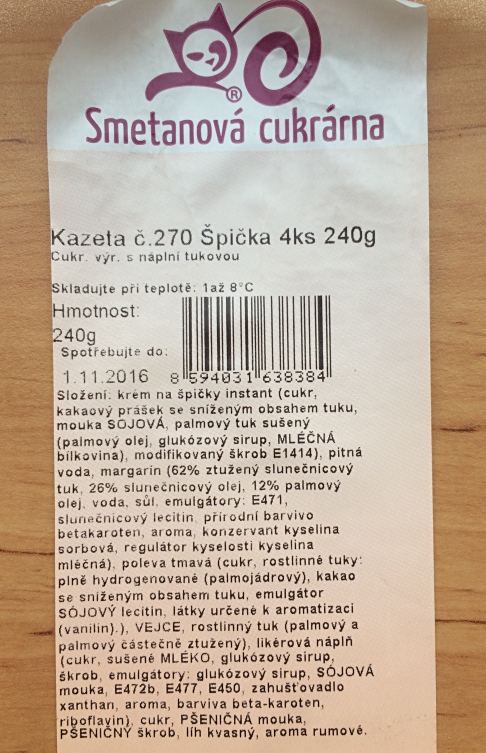 ®
Smetanová cukrárna
Kazeta č.270 Špička 4ks 240g
Cukr. výr. s náplní tukovou
Skladujte při teplotě: 1až 8°C
Hmotnost:
240g
Spotřebujte do:
1.11.2016
8 594031 638384
Složení: krém na špičky instant (cukr,
kakaový prášek se sníženým obsahem tuku,
mouka SÓJOVÁ, palmový tuk sušený
(palmový olej, glukózový sirup, MLÉČNÁ
bílkovina), modifikovaný škrob E1414), pitná
voda, margarín (62% ztužený slunečnicový
tuk, 26% slunečnicový olej, 12% palmový
olej, voda, sůl, emulgátory: E471,
slunečnicový lecitin, přírodní barvivo
betakaroten, aroma, konzervant kyselina
sorbová, regulátor kyselosti kyselina
mléčná), poleva tmavá (cukr, rostlinné tuky:
plně hydrogenované (palmojádrový), kakao
se sníženým obsahem tuku, emulgátor
SÓJOVÝ lecitin, látky určené k aromatizaci
(vanilin).), VEJCE, rostlinný tuk (palmový a
palmový částečně ztužený), likérová náplň
(cukr, sušené MLÉKO, glukózový sirup,
škrob, emulgátory: glukózový sirup, SÓJOVÁ
mouka, E472b, E477, E450, zahušťovadlo
xanthan, aroma, barviva beta-karoten,
riboflavin), cukr, PŠENIČNÁ mouka,
PŠENIČNÝ škrob, líh kvasný, aroma rumové.